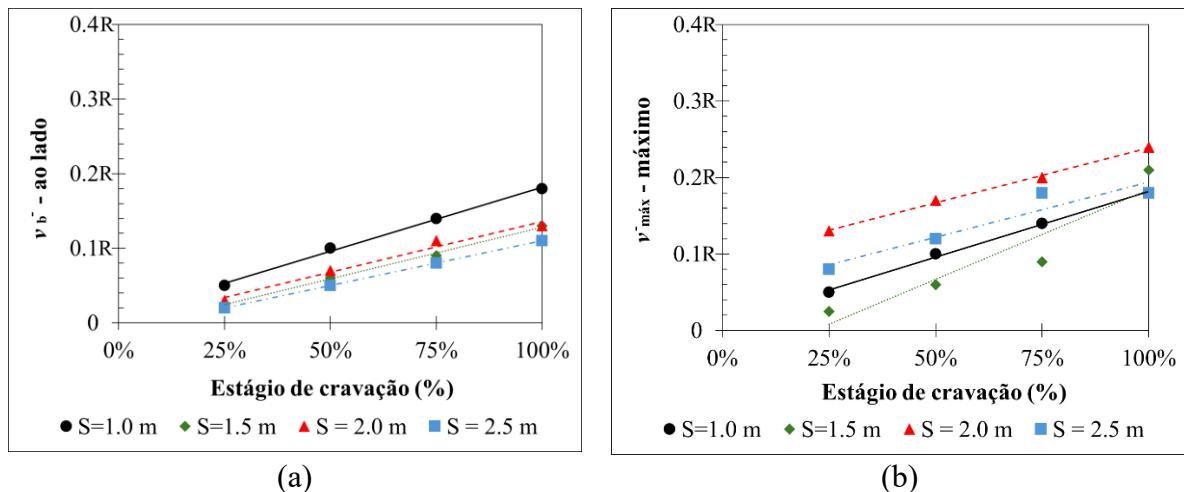 0.4R
0.3R
0.2R
0.1R
0
v b⁻ - ao lado
0% 25% 50% 75% 100%
Estágio de cravação (%)
S=1.0 m S=1.5 m S = 2.0 m S = 2.5 m
(a)
0.4R
0.3R
0.2R
0.1R
0
v⁻máx - máximo
0% 25% 50% 75% 100%
Estágio de cravação (%)
S=1.0 m S=1.5 m S = 2.0 m S = 2.5 m
(b)